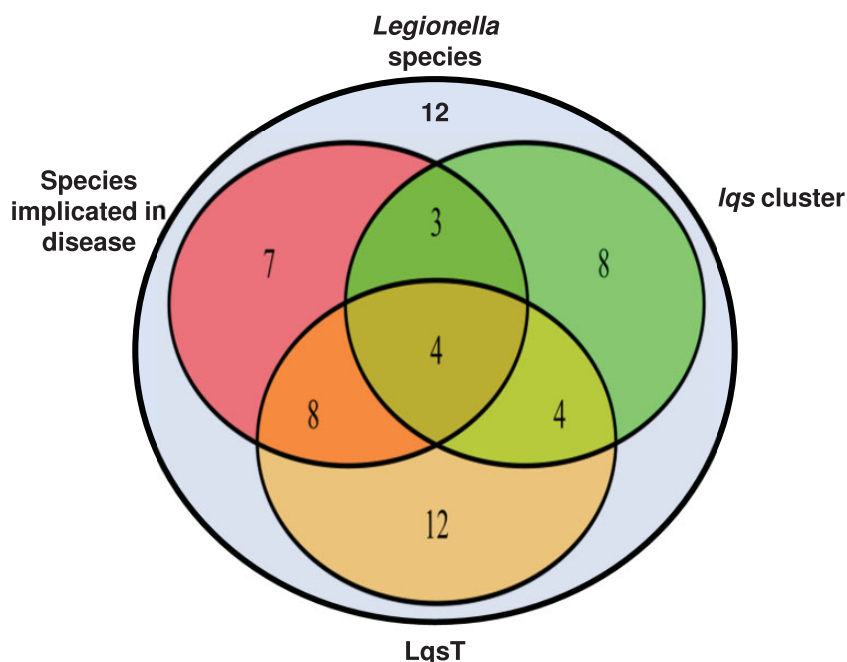 Legionella
species
12
Species
implicated in
disease
lqs cluster
3
7
8
4
8
4
12
LqsT